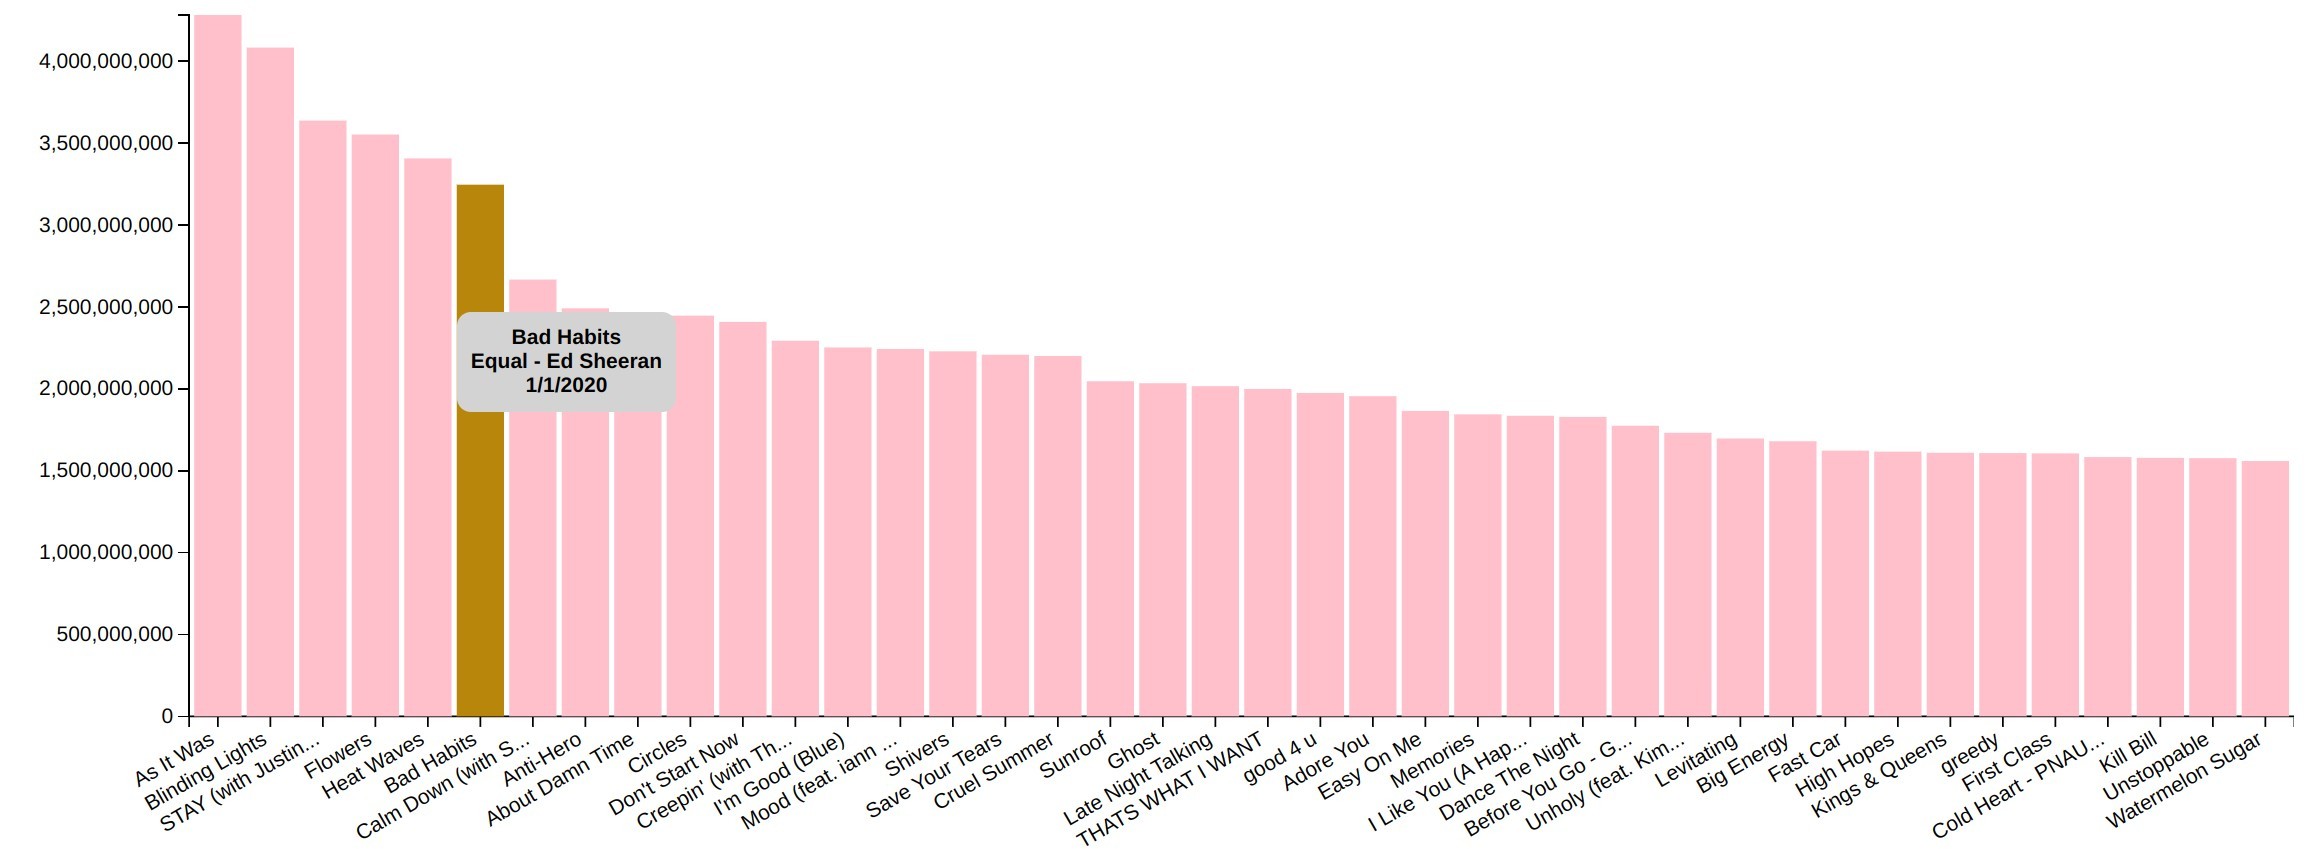 4,000,000,000
3,500,000,000
3,000,000,000
2,500,000,000
2,000,000,000
1,500,000,000
1,000,000,000
500,000,000
0
Bad Habits
Equal - Ed Sheeran
1/1/2020
As It Was
Blinding Lights
STAY (with Justin...
Flowers
Heat Waves
Bad Habits
Calm Down (with S...
Anti-Hero
About Damn Time
Circles
Don't Start Now
Creepin' (with Th...
I'm Good (Blue)
Mood (feat. iann ...
Shivers
Save Your Tears
Cruel Summer
Sunroof
Ghost
Late Night Talking
THATS WHAT I WANT
good 4 u
Adore You
Easy On Me
Memories
I Like You (A Hap...
Dance The Night
Before You Go - G...
Unholy (feat. Kim...
Levitating
Big Energy
Fast Car
High Hopes
Kings & Queens
greedy
First Class
Cold Heart - PNAU...
Kill Bill
Unstoppable
Watermelon Sugar